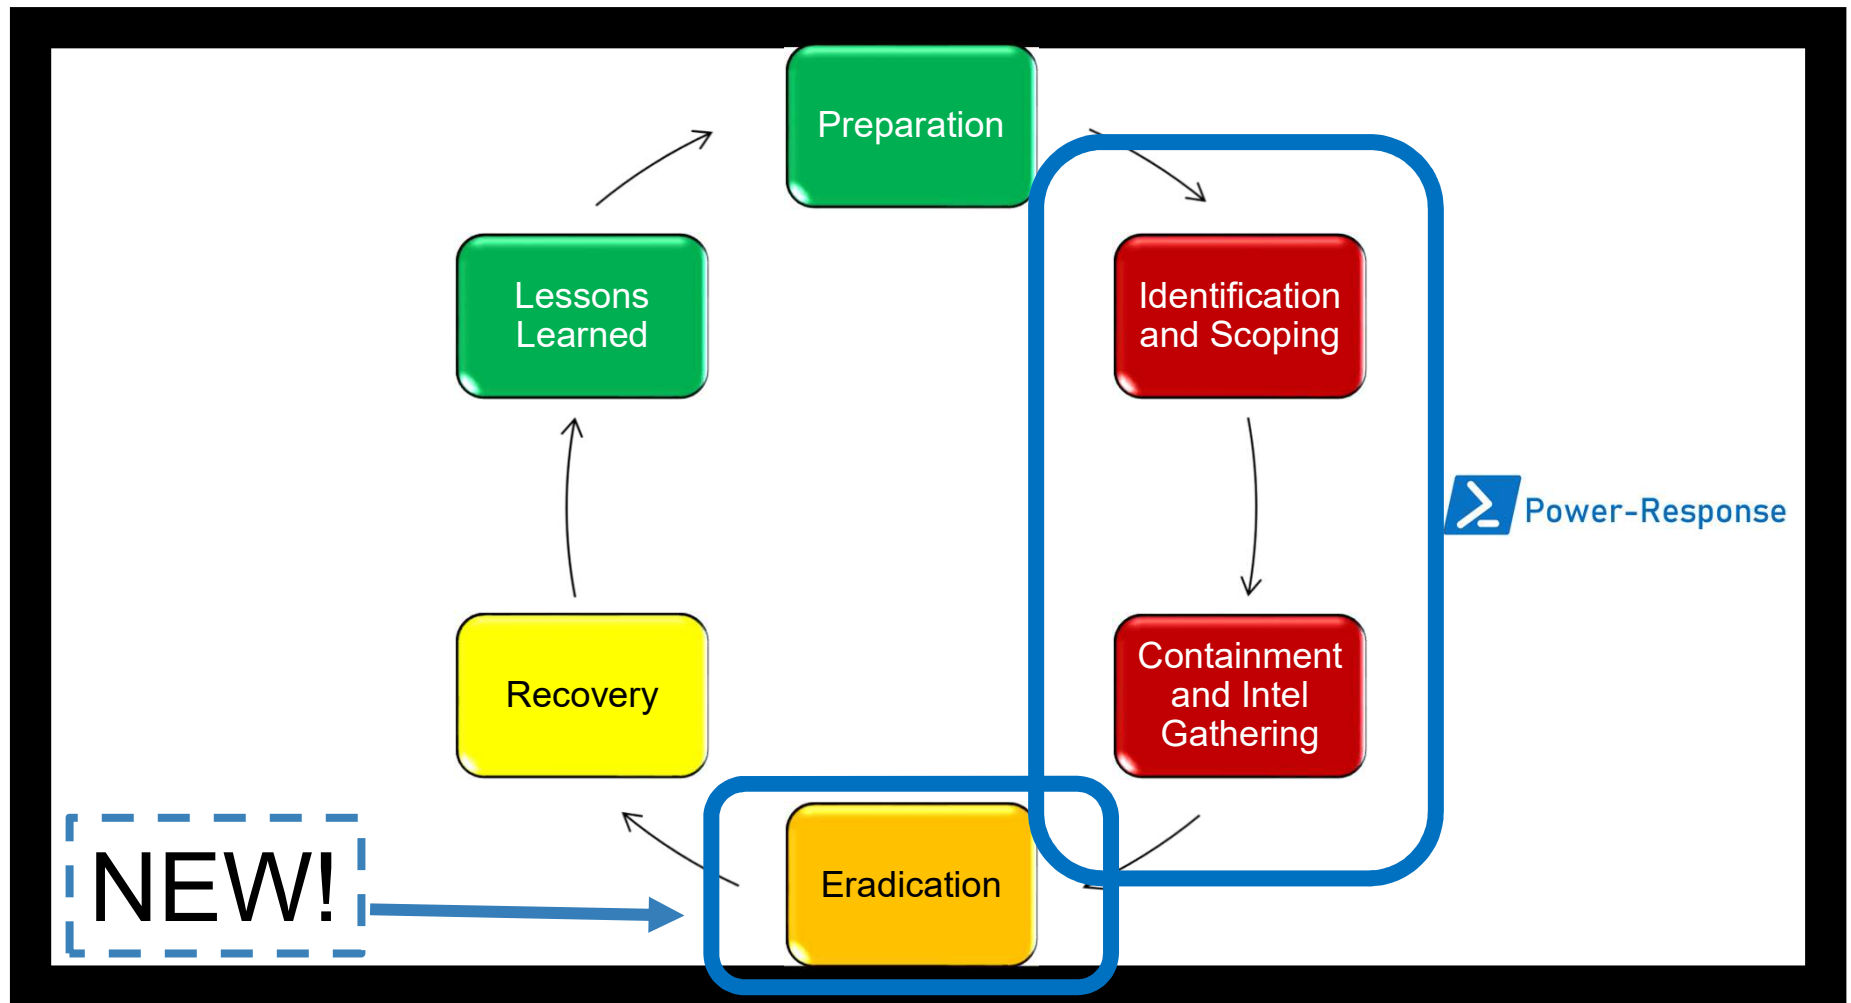 Preparation
Identification
and Scoping
Lessons
Learned
Power-Response
Containment
and Intel
Gathering
Recovery
Eradication
NEW!